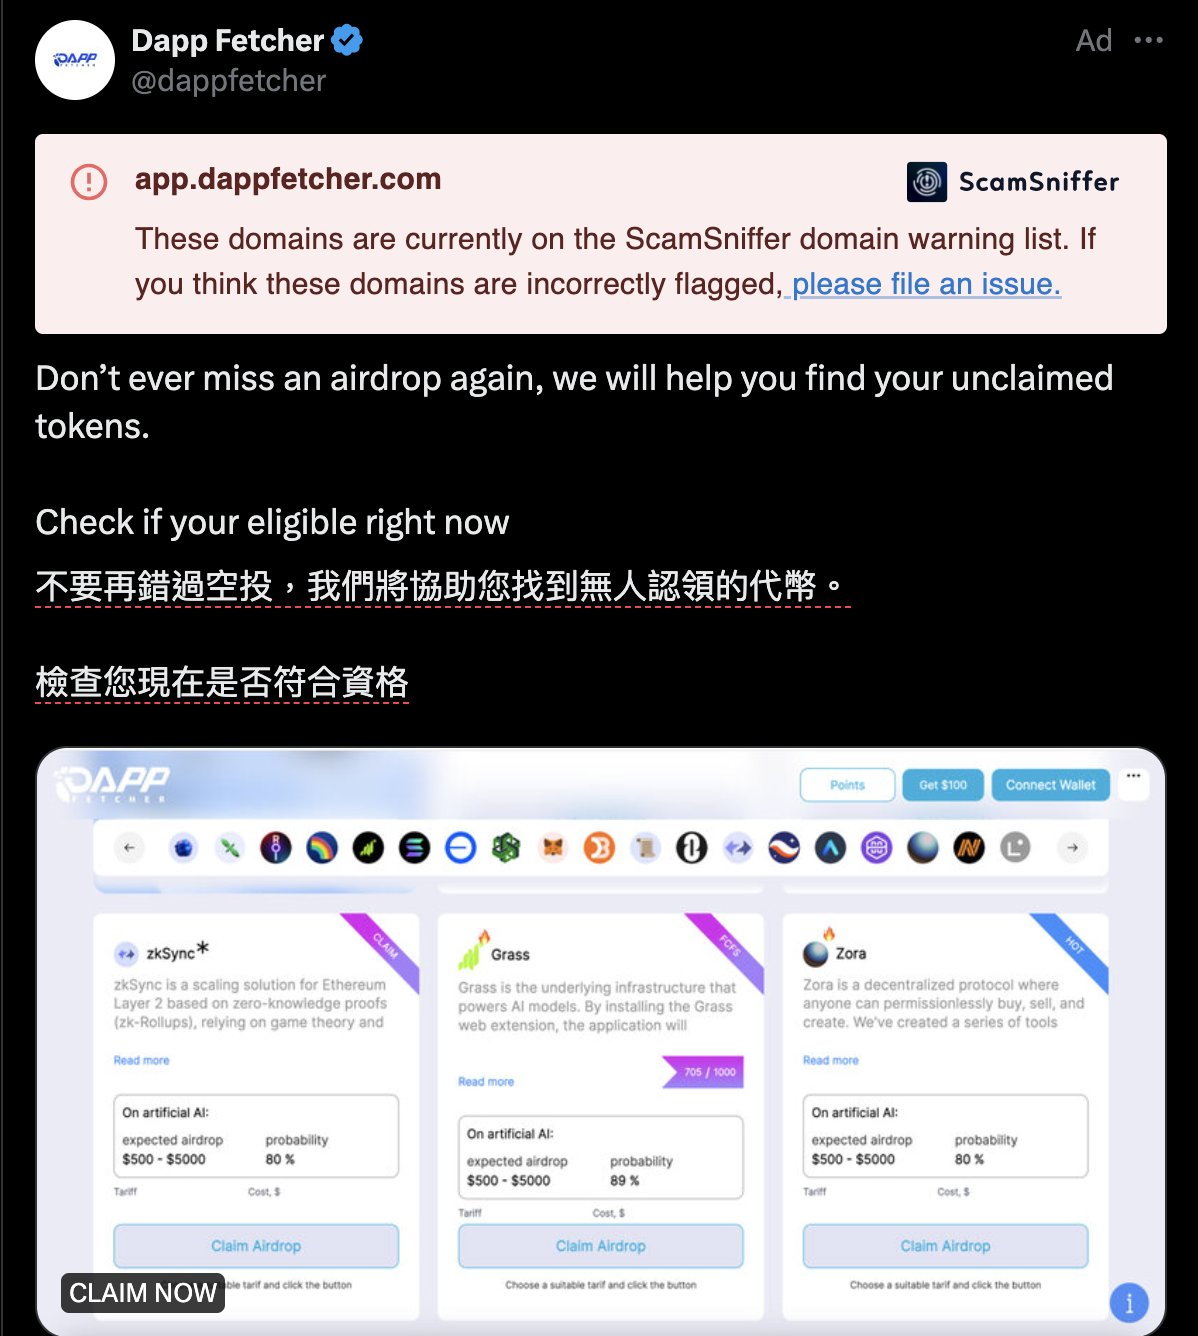 DAPP
FETCHER
Dapp Fetcher
Ad
@dappfetcher
app.dappfetcher.com
ScamSniffer
These domains are currently on the ScamSniffer domain warning list. If
you think these domains are incorrectly flagged, please file an issue.
Don’t ever miss an airdrop again, we will help you find your unclaimed
tokens.
Check if your eligible right now
不要再錯過空投，我們將協助您找到無人認領的代幣。
檢查您現在是否符合資格
DAPP
FETCHER
Points
Get $100
Connect Wallet
zkSync*
CLAIM
zkSync is a scaling solution for Ethereum
Layer 2 based on zero-knowledge proofs
(zk-Rollups), relying on game theory and
Read more
On artificial AI:
expected airdrop probability
$500 - $5000 80 %
Tariff Cost, $
Claim Airdrop
able tarif and click the button
CLAIM NOW
Grass
FCFS
Grass is the underlying infrastructure that
powers AI models. By installing the Grass
web extension, the application will
705 / 1000
Read more
On artificial AI:
expected airdrop probability
$500 - $5000 89 %
Tariff Cost, $
Claim Airdrop
Choose a suitable tarif and click the button
Zora
HOT
Zora is a decentralized protocol where
anyone can permissionlessly buy, sell, and
create. We've created a series of tools
Read more
On artificial AI:
expected airdrop probability
$500 - $5000 80 %
Tariff Cost, $
Claim Airdrop
Choose a suitable tarif and click the button